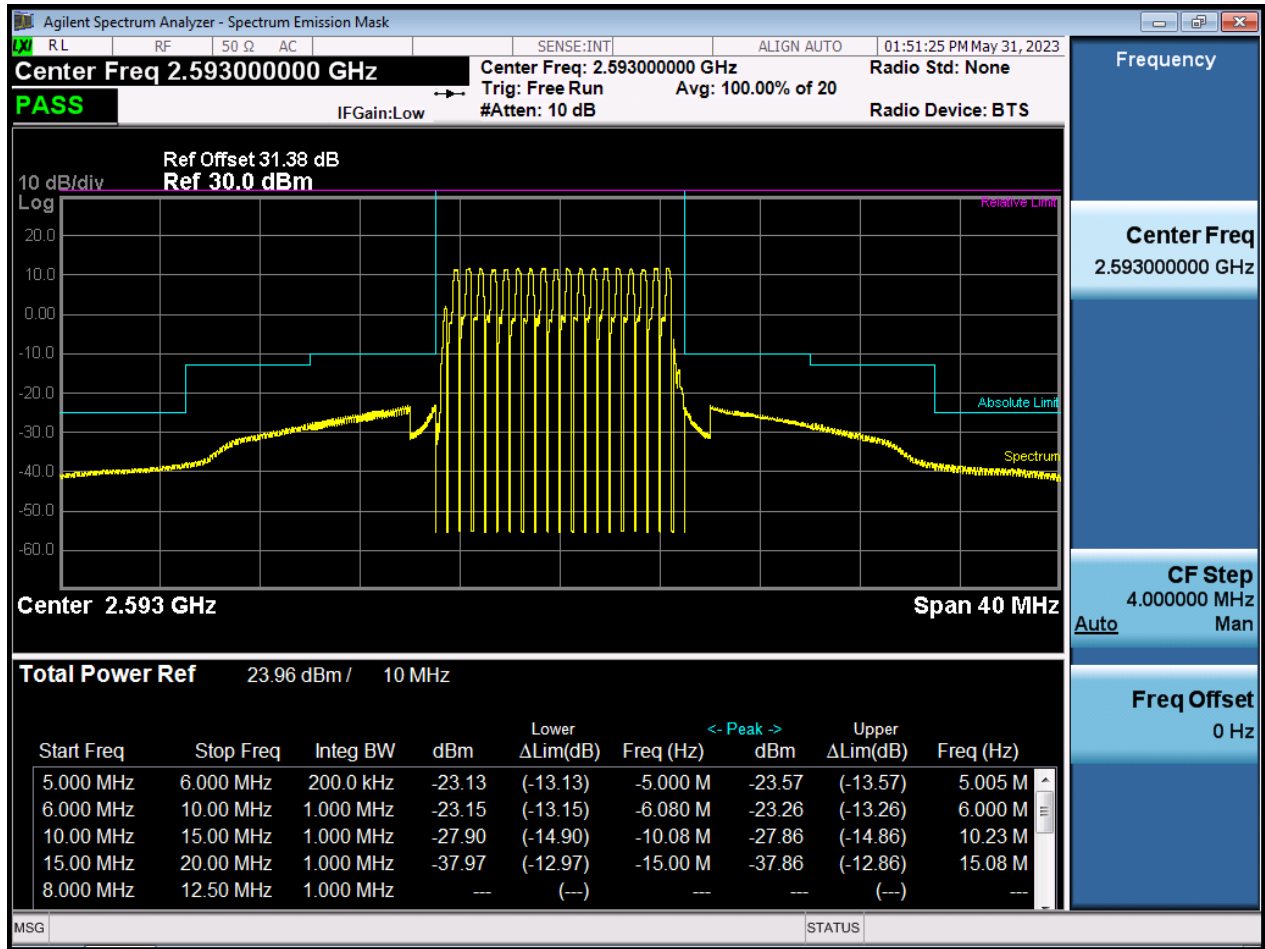 Agilent Spectrum Analyzer - Spectrum Emission Mask
LXI RL RF 50 Ω AC SENSE:INT ALIGN AUTO 01:51:25 PM May 31, 2023
Center Freq 2.593000000 GHz
PASS
IFGain:Low
Center Freq: 2.593000000 GHz
Trig: Free Run Avg: 100.00% of 20
#Atten: 10 dB
Radio Std: None
Radio Device: BTS
Ref Offset 31.38 dB
10 dB/div Ref 30.0 dBm
Log
Relative Limit
20.0
10.0
0.00
-10.0
-20.0
Absolute Limit
-30.0
Spectrum
-40.0
-50.0
-60.0
Center 2.593 GHz Span 40 MHz
Total Power Ref 23.96 dBm / 10 MHz
Lower <- Peak -> Upper
Start Freq Stop Freq Integ BW dBm ΔLim(dB) Freq (Hz) dBm ΔLim(dB) Freq (Hz)
5.000 MHz 6.000 MHz 200.0 kHz -23.13 (-13.13) -5.000 M -23.57 (-13.57) 5.005 M
6.000 MHz 10.00 MHz 1.000 MHz -23.15 (-13.15) -6.080 M -23.26 (-13.26) 6.000 M
10.00 MHz 15.00 MHz 1.000 MHz -27.90 (-14.90) -10.08 M -27.86 (-14.86) 10.23 M
15.00 MHz 20.00 MHz 1.000 MHz -37.97 (-12.97) -15.00 M -37.86 (-12.86) 15.08 M
8.000 MHz 12.50 MHz 1.000 MHz --- (---) --- --- (---) ---
MSG STATUS
Frequency
Center Freq
2.593000000 GHz
CF Step
4.000000 MHz
Auto Man
Freq Offset
0 Hz